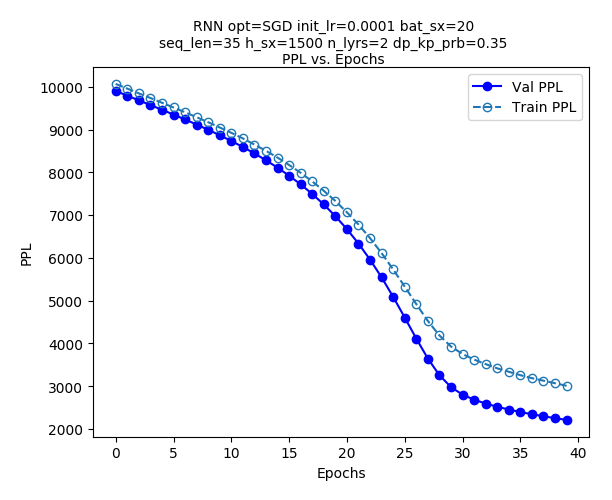 RNN opt=SGD init_lr=0.0001 bat_sx=20
seq_len=35 h_sx=1500 n_lyrs=2 dp_kp_prb=0.35
PPL vs. Epochs
Val PPL
Train PPL
PPL
10000
9000
8000
7000
6000
5000
4000
3000
2000
0 5 10 15 20 25 30 35 40
Epochs